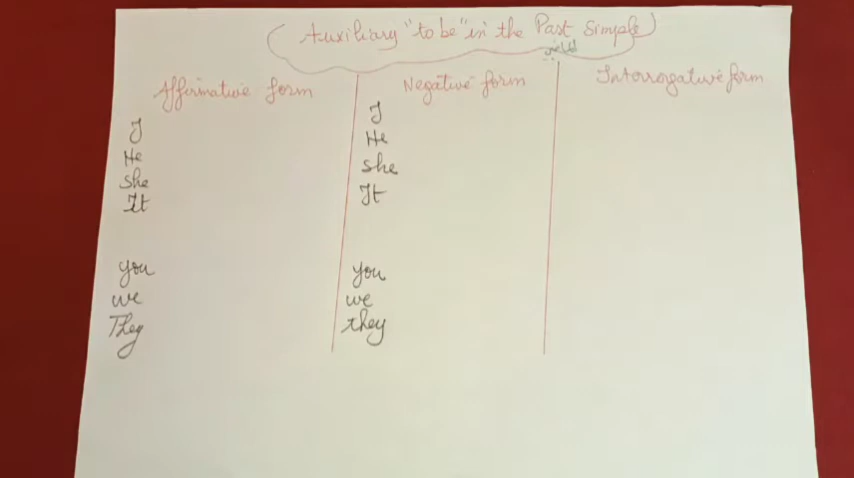 Auxiliary "to be" in the Past Simple
Affirmative form
I
He
She
It
you
we
They
Negative form
I
He
she
It
you
we
they
Interrogative form